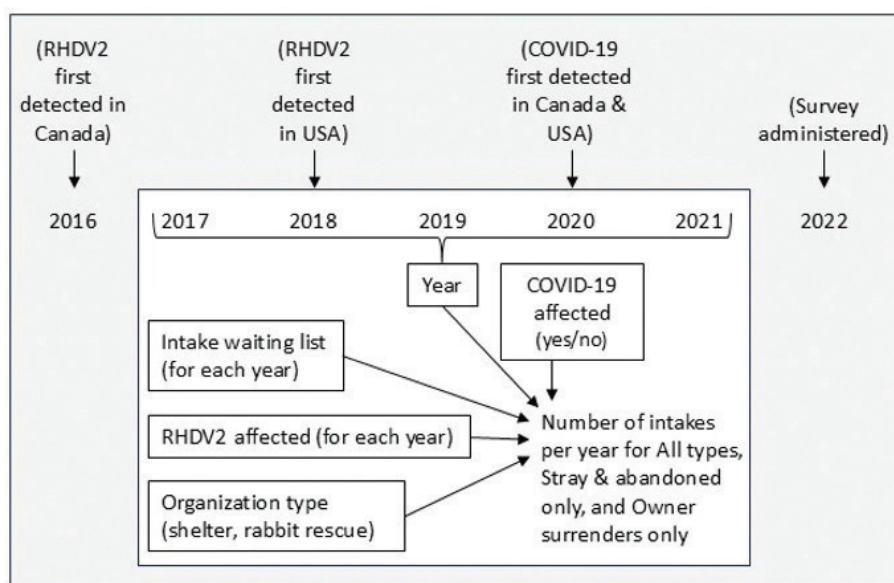 (RHDV2
first
detected in
Canada)
(RHDV2
first
detected
in USA)
(COVID-19
first detected
in Canada &
USA)
(Survey
administered)
2016
2017
2018
2019
2020
2021
2022
Year
COVID-19
affected
(yes/no)
Intake waiting list
(for each year)
RHDV2 affected (for each year)
Organization type
(shelter, rabbit rescue)
Number of intakes
per year for All types,
Stray & abandoned
only, and Owner
surrenders only